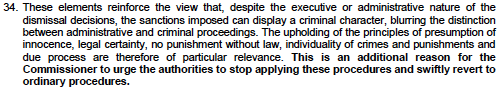 34. These elements reinforce the view that, despite the executive or administrative nature of the
dismissal decisions, the sanctions imposed can display a criminal character, blurring the distinction
between administrative and criminal proceedings. The upholding of the principles of presumption of
innocence, legal certainty, no punishment without law, individuality of crimes and punishments and
due process are therefore of particular relevance. This is an additional reason for the
Commissioner to urge the authorities to stop applying these procedures and swiftly revert to
ordinary procedures.